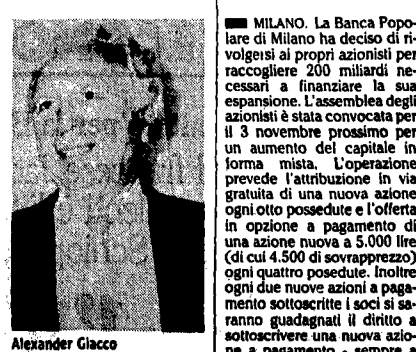 Alexander Giacco
MILANO. La Banca Popo-
lare di Milano ha deciso di ri-
volgersi ai propri azionisti per
raccogliere 200 miliardi ne-
cessari a finanziare la sua
espansione. L'assemblea degli
azionisti è stata convocata per
il 3 novembre prossimo per
un aumento del capitale in
forma mista. L'operazione
prevede l'attribuzione in via
gratuita di una nuova azione
ogni otto possedute e l'offerta
in opzione a pagamento di
una azione nuova a 5.000 lire
(di cui 4.500 di sovrapprezzo)
ogni quattro posedute. Inoltre
ogni due nuove azioni a paga-
mento sottoscritte i soci si sa-
ranno guadagnati il diritto a
sottoscrivere una nuova azio-
ne a pagamento - sempre a